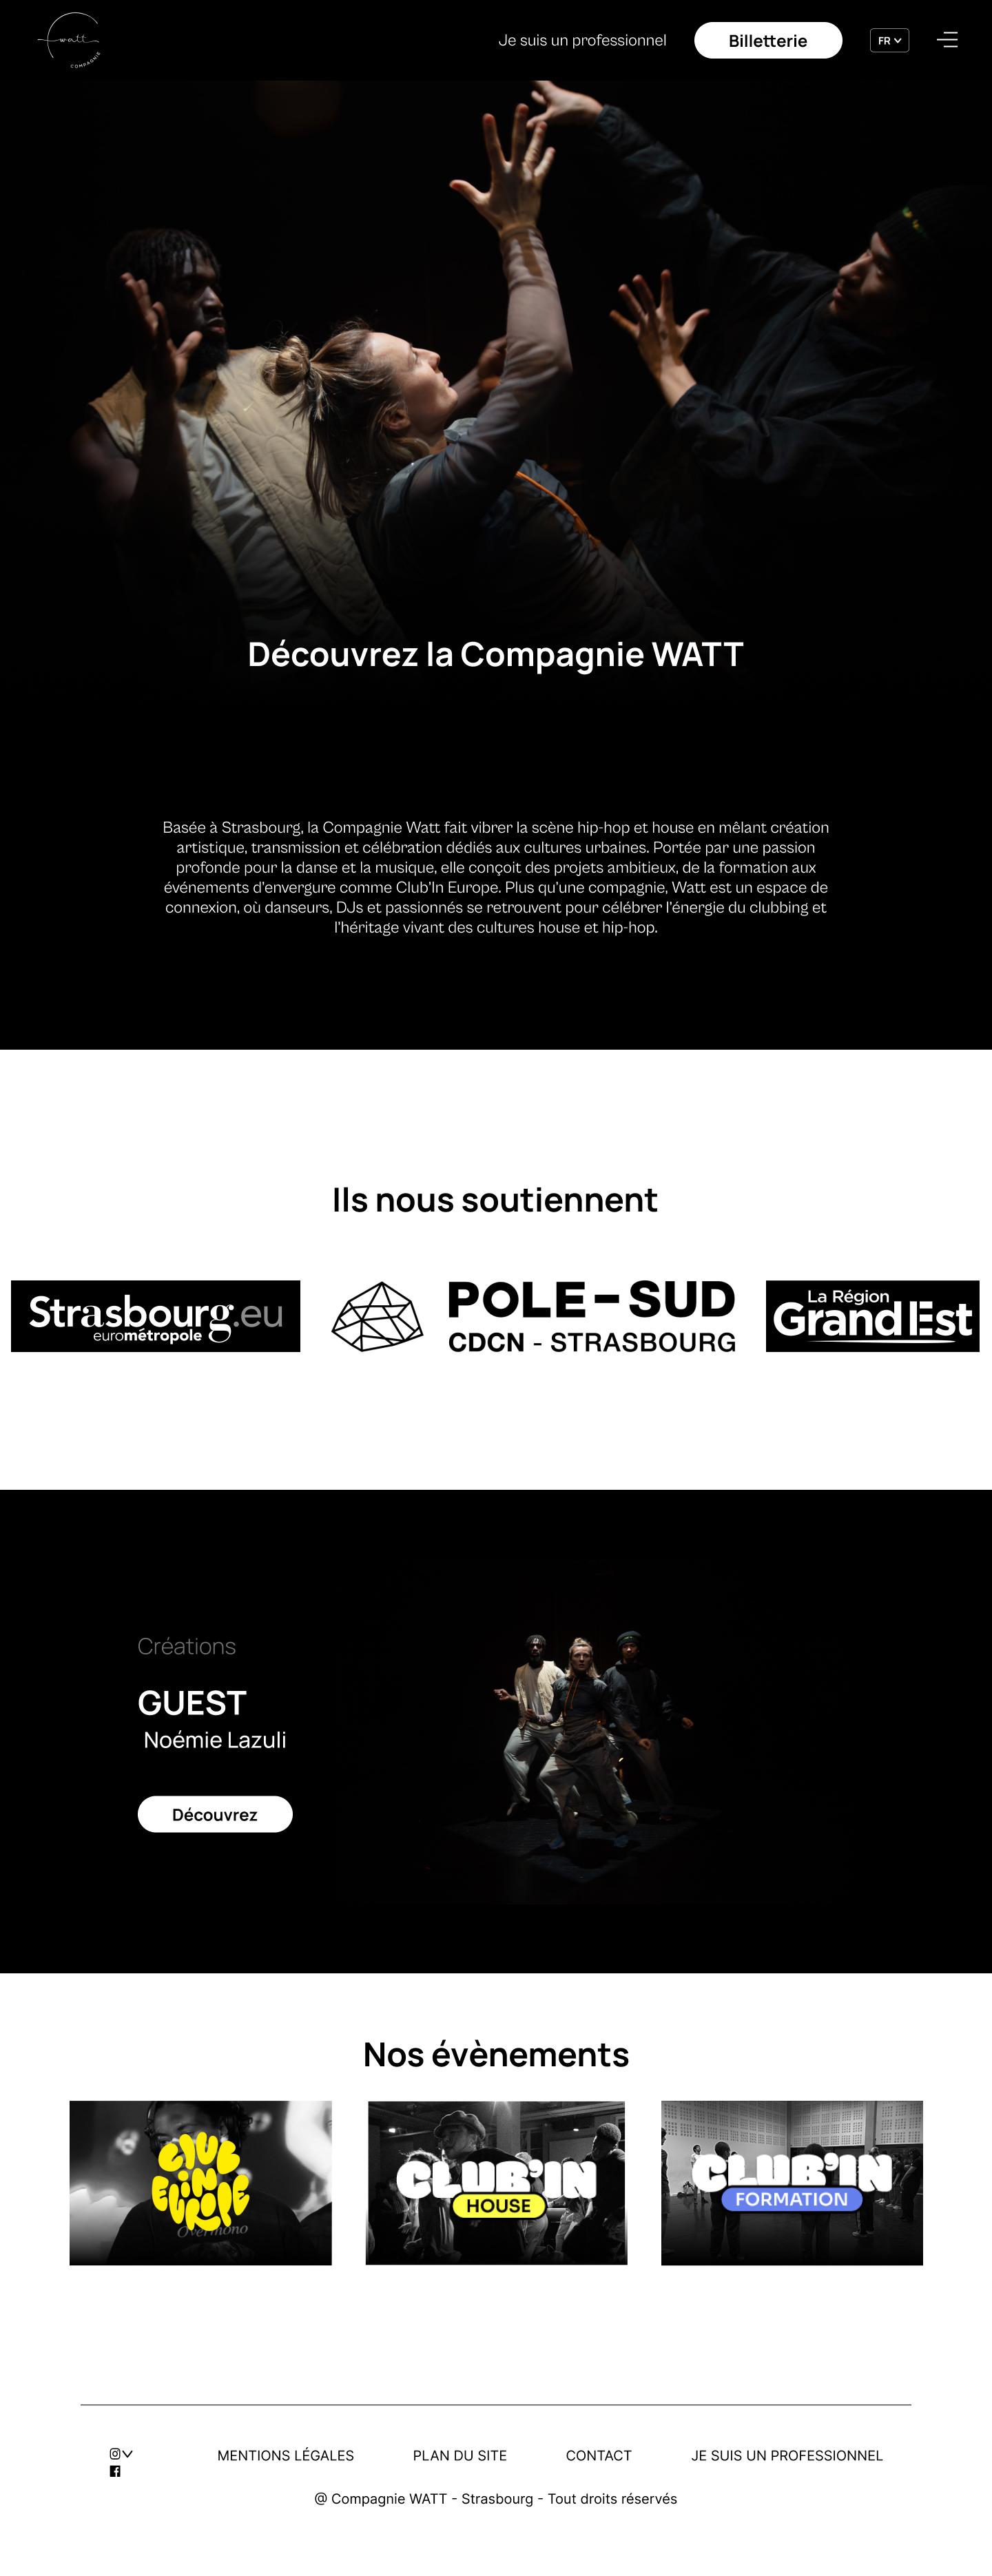 watt
COMPAGNIE
Je suis un professionnel
Billetterie
FR
Découvrez la Compagnie WATT
Basée à Strasbourg, la Compagnie Watt fait vibrer la scène hip-hop et house en mêlant création
artistique, transmission et célébration dédiés aux cultures urbaines. Portée par une passion
profonde pour la danse et la musique, elle conçoit des projets ambitieux, de la formation aux
événements d'envergure comme Club'In Europe. Plus qu'une compagnie, Watt est un espace de
connexion, où danseurs, DJs et passionnés se retrouvent pour célébrer l'énergie du clubbing et
l'héritage vivant des cultures house et hip-hop.
Ils nous soutiennent
Strasbourg.eu
eurométropole
POLE-SUD
CDCN - STRASBOURG
La Région
GrandEst
Créations
GUEST
Noémie Lazuli
Découvrez
Nos évènements
CLUB
iN
EUROPE
Overmono
CLUB'IN
HOUSE
CLUB'IN
FORMATION
MENTIONS LÉGALES
PLAN DU SITE
CONTACT
JE SUIS UN PROFESSIONNEL
@ Compagnie WATT - Strasbourg - Tout droits réservés